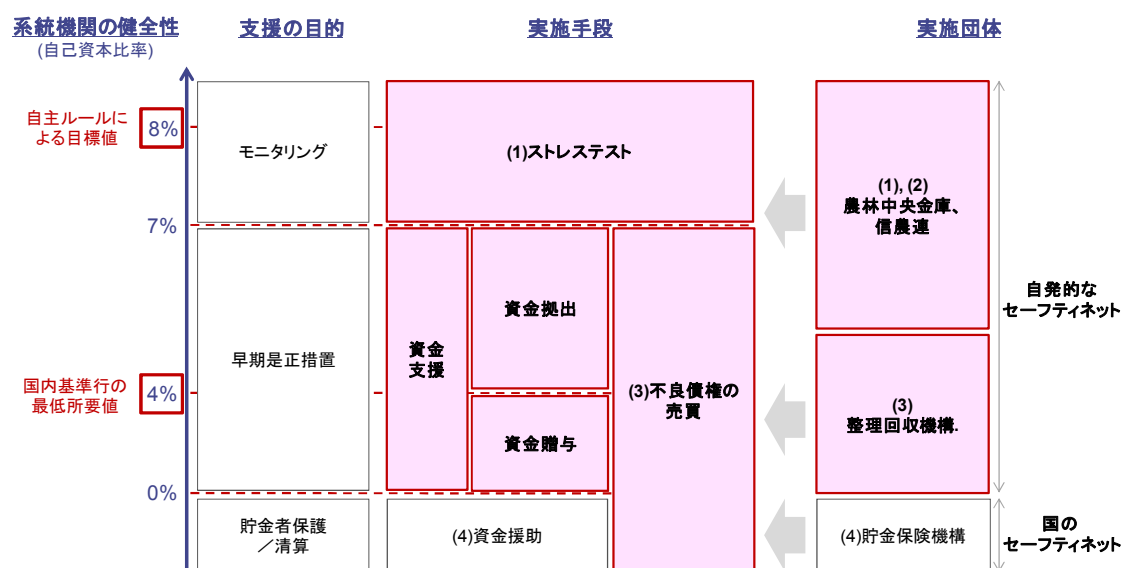 系統機関の健全性
(自己資本比率)
支援の目的
実施手段
実施団体
自主ルールに
よる目標値
8%
モニタリング
(1)ストレステスト
(1), (2)
農林中央金庫、
信農連
7%
資金拠出
資金
支援
早期是正措置
(3)不良債権の
売買
自発的な
セーフティネット
国内基準行の
最低所要値
4%
資金贈与
(3)
整理回収機構.
0%
貯金者保護
／清算
(4)資金援助
(4)貯金保険機構
国の
セーフティネット